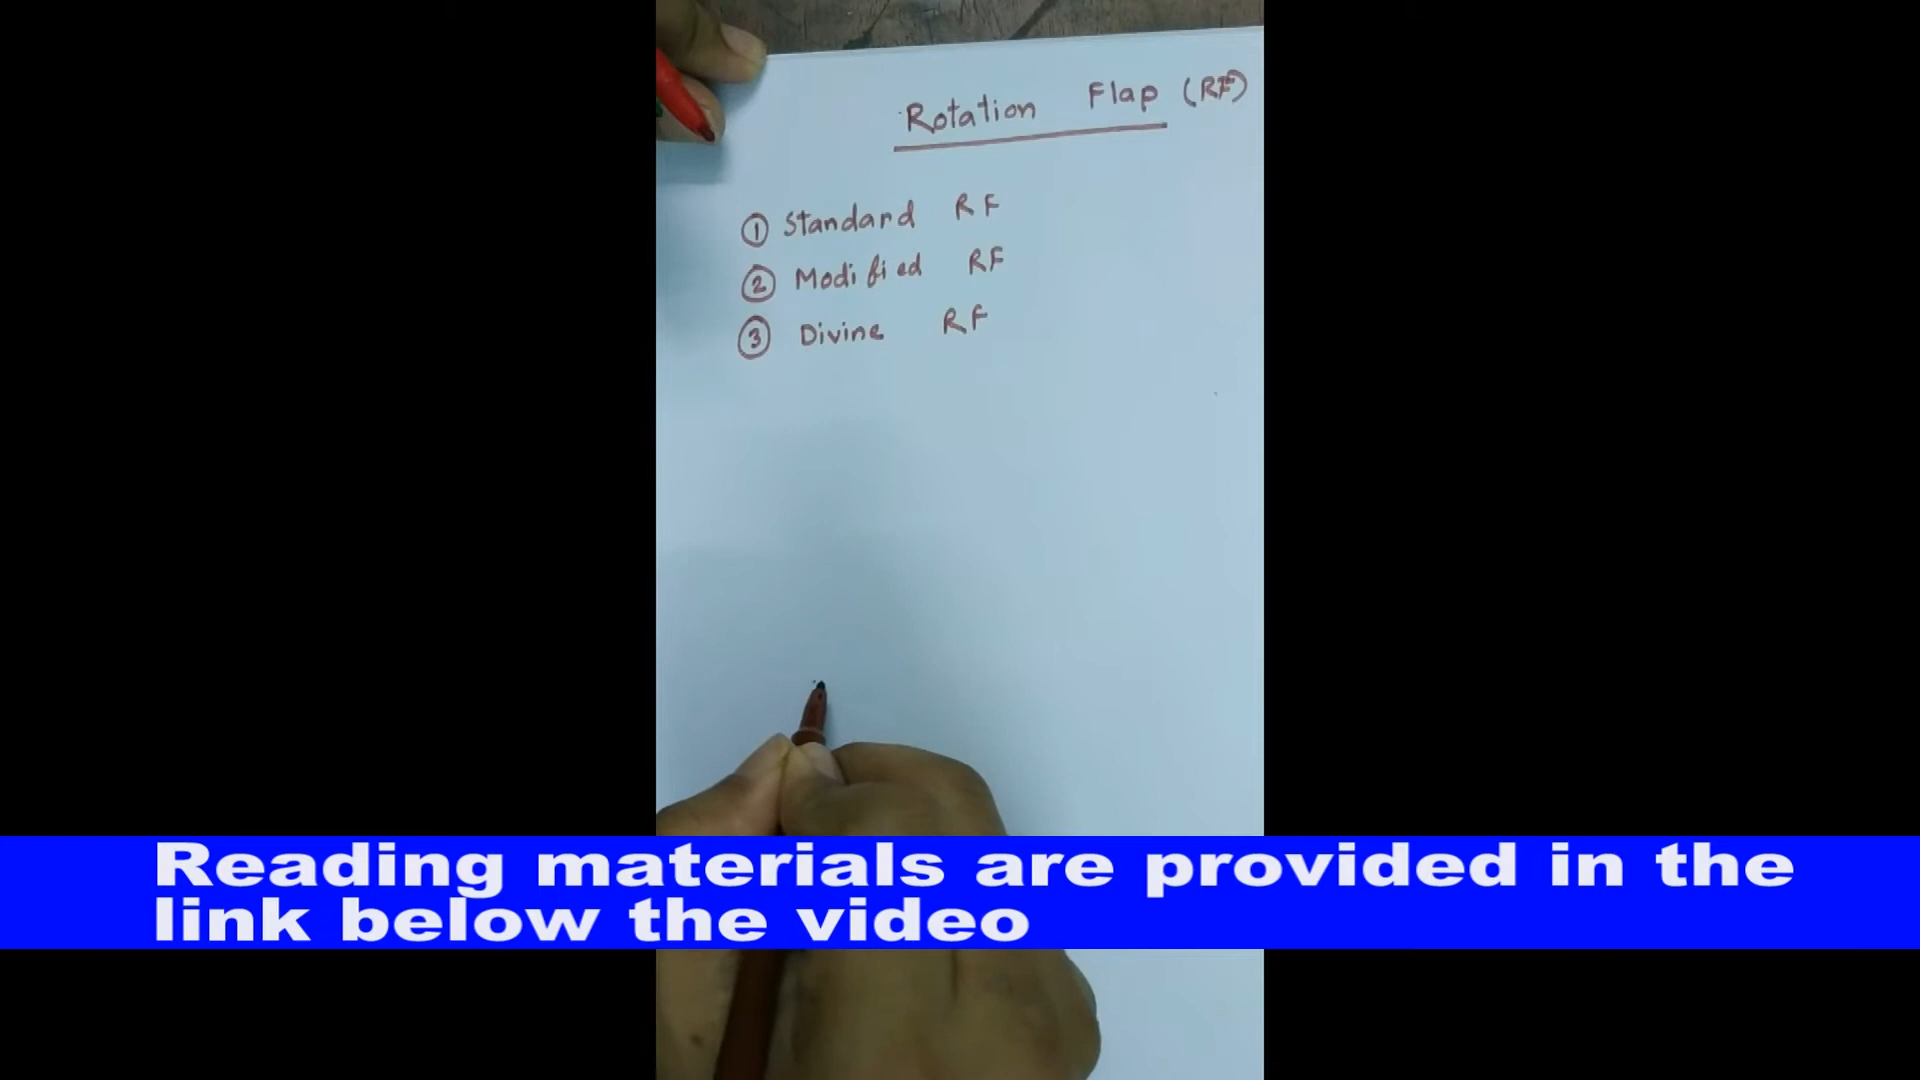 Rotation Flap (RF)
① Standard RF
② Modified RF
③ Divine RF
Reading materials are provided in the
link below the video